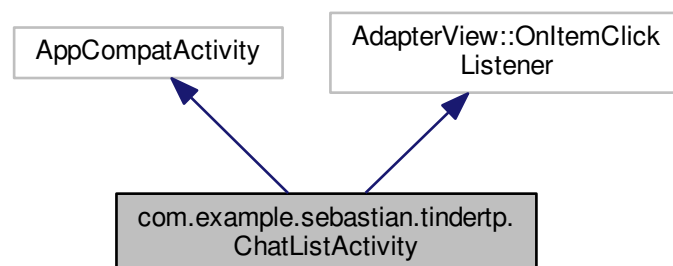 AppCompatActivity
AdapterView::OnItemClick
Listener
com.example.sebastian.tindertp.
ChatListActivity